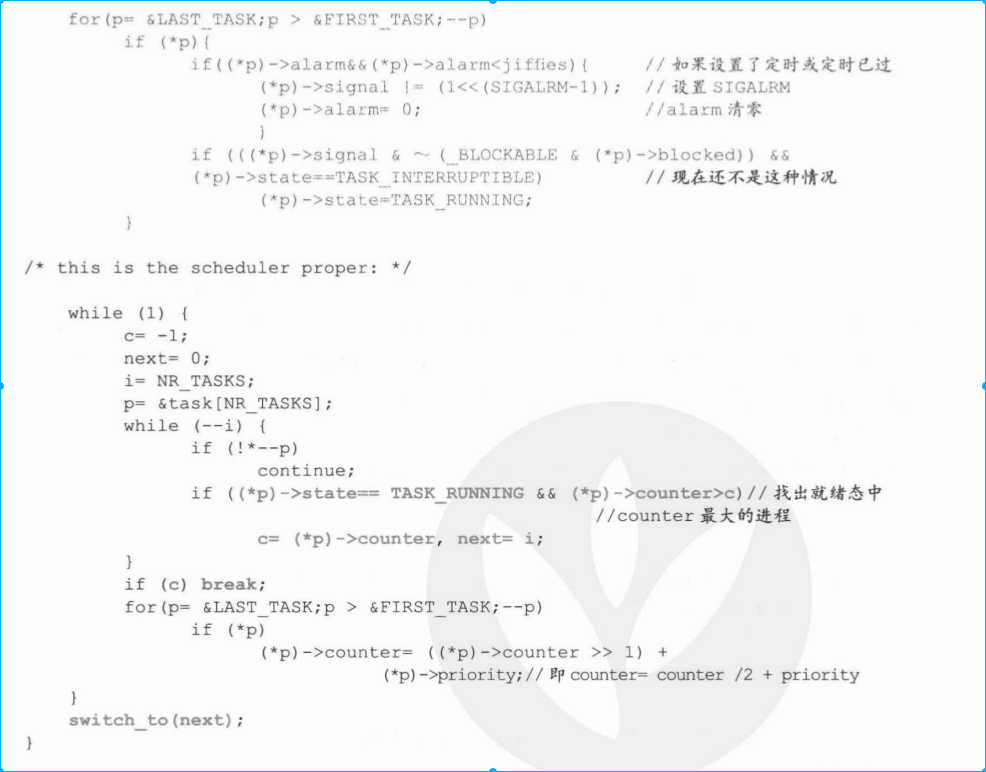 for(p= &LAST_TASK;p > &FIRST_TASK;--p)
if (*p){
if((*p)->alarm&&(*p)->alarm<jiffies){ // 如果设置了定时或定时已过
(*p)->signal |= (1<<(SIGALRM-1)); // 设置 SIGALRM
(*p)->alarm= 0; //alarm 清零
}
if (((*p)->signal & ~ (_BLOCKABLE & (*p)->blocked)) &&
(*p)->state==TASK_INTERRUPTIBLE) // 现在还不是这种情况
(*p)->state=TASK_RUNNING;
}
/* this is the scheduler proper: */
while (1) {
c= -1;
next= 0;
i= NR_TASKS;
p= &task[NR_TASKS];
while (--i) {
if (!*--p)
continue;
if ((*p)->state== TASK_RUNNING && (*p)->counter>c)// 找出就绪态中
//counter 最大的进程
c= (*p)->counter, next= i;
}
if (c) break;
for(p= &LAST_TASK;p > &FIRST_TASK;--p)
if (*p)
(*p)->counter= ((*p)->counter >> 1) +
(*p)->priority;// 即 counter= counter /2 + priority
}
switch_to(next);
}